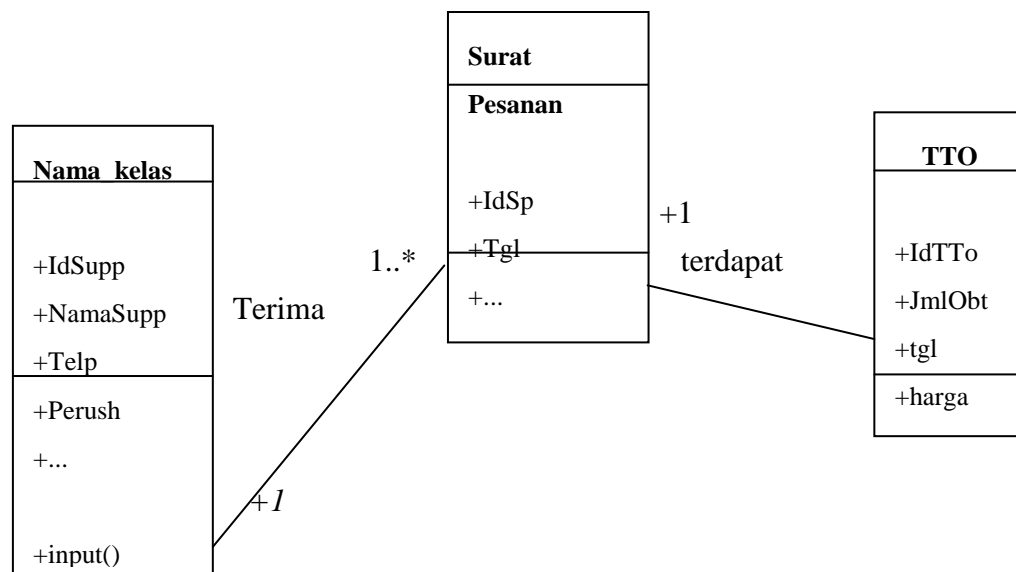 Nama_kelas
+IdSupp
+NamaSupp
+Telp
+Perush
+...
+input()
Terima
1..*
+1
Surat
Pesanan
+IdSp
+Tgl
+...
+1
terdapat
TTO
+IdTTo
+JmlObt
+tgl
+harga